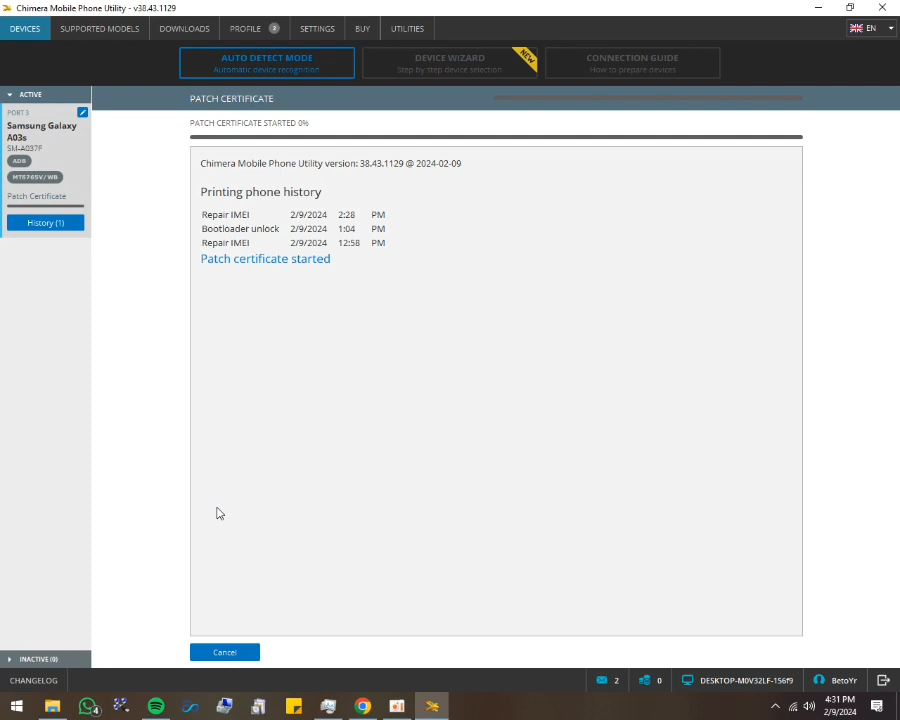 Chimera Mobile Phone Utility - v38.43.1129
DEVICES SUPPORTED MODELS DOWNLOADS PROFILE 2 SETTINGS BUY UTILITIES EN
AUTO DETECT MODE
Automatic device recognition
DEVICE WIZARD
Step by step device selection
NEW
CONNECTION GUIDE
How to prepare devices
ACTIVE
PORT 3
Samsung Galaxy
A03s
SM-A037F
ADB
MT6765V/WB
Patch Certificate
History (1)
PATCH CERTIFICATE
PATCH CERTIFICATE STARTED 0%
Chimera Mobile Phone Utility version: 38.43.1129 @ 2024-02-09
Printing phone history
Repair IMEI 2/9/2024 2:28 PM
Bootloader unlock 2/9/2024 1:04 PM
Repair IMEI 2/9/2024 12:58 PM
Patch certificate started
Cancel
INACTIVE (0)
CHANGELOG 2 0 DESKTOP-M0V32LF-156f9 BetoYr
4
4:31 PM
2/9/2024